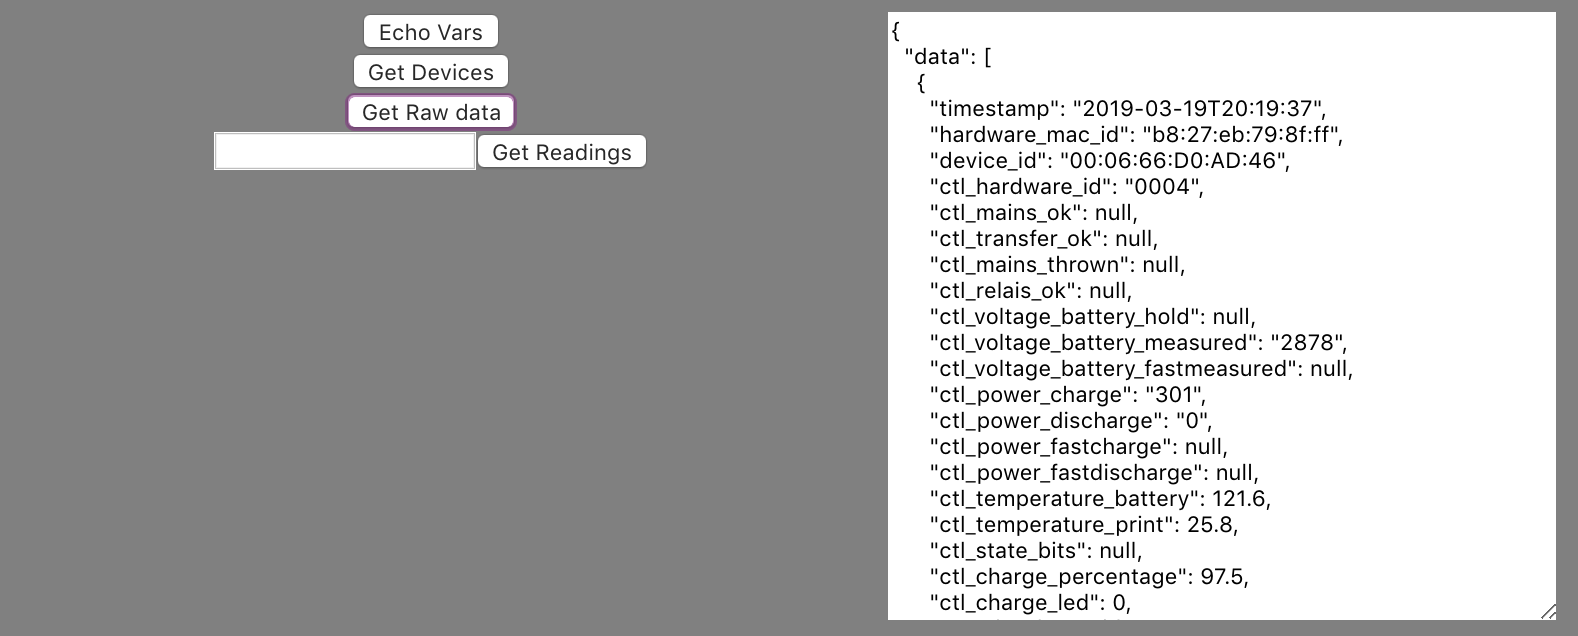 Echo Vars
Get Devices
Get Raw data
Get Readings
{
"data": [
{
"timestamp": "2019-03-19T20:19:37",
"hardware_mac_id": "b8:27:eb:79:8f:ff",
"device_id": "00:06:66:D0:AD:46",
"ctl_hardware_id": "0004",
"ctl_mains_ok": null,
"ctl_transfer_ok": null,
"ctl_mains_thrown": null,
"ctl_relais_ok": null,
"ctl_voltage_battery_hold": null,
"ctl_voltage_battery_measured": "2878",
"ctl_voltage_battery_fastmeasured": null,
"ctl_power_charge": "301",
"ctl_power_discharge": "0",
"ctl_power_fastcharge": null,
"ctl_power_fastdischarge": null,
"ctl_temperature_battery": 121.6,
"ctl_temperature_print": 25.8,
"ctl_state_bits": null,
"ctl_charge_percentage": 97.5,
"ctl_charge_led": 0,